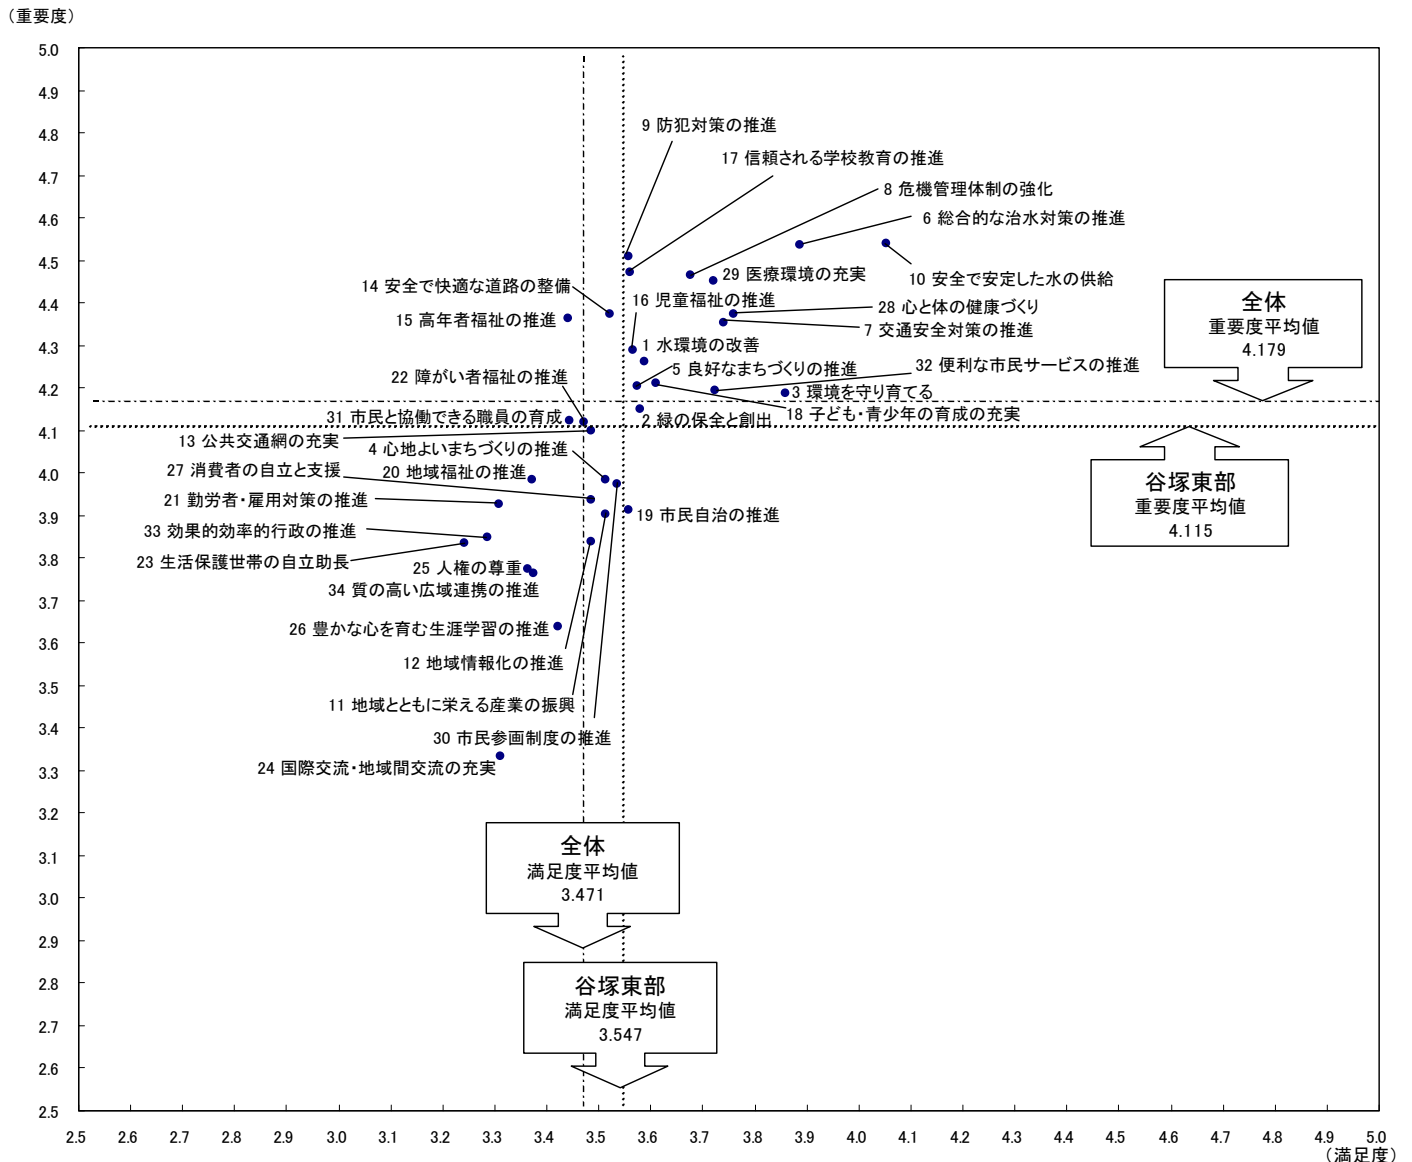 (重要度)
5.0
4.9
4.8
4.7
4.6
4.5
4.4
4.3
4.2
4.1
4.0
3.9
3.8
3.7
3.6
3.5
3.4
3.3
3.2
3.1
3.0
2.9
2.8
2.7
2.6
2.5
9 防犯対策の推進
17 信頼される学校教育の推進
8 危機管理体制の強化
6 総合的な治水対策の推進
29 医療環境の充実
10 安全で安定した水の供給
14 安全で快適な道路の整備
16 児童福祉の推進
28 心と体の健康づくり
15 高年者福祉の推進
7 交通安全対策の推進
1 水環境の改善
5 良好なまちづくりの推進
32 便利な市民サービスの推進
22 障がい者福祉の推進
3 環境を守り育てる
31 市民と協働できる職員の育成
2 緑の保全と創出
18 子ども・青少年の育成の充実
13 公共交通網の充実
4 心地よいまちづくりの推進
27 消費者の自立と支援
20 地域福祉の推進
21 勤労者・雇用対策の推進
19 市民自治の推進
33 効果的効率的行政の推進
23 生活保護世帯の自立助長
25 人権の尊重
34 質の高い広域連携の推進
26 豊かな心を育む生涯学習の推進
12 地域情報化の推進
11 地域とともに栄える産業の振興
30 市民参画制度の推進
24 国際交流・地域間交流の充実
全体
重要度平均値
4.179
谷塚東部
重要度平均値
4.115
全体
満足度平均値
3.471
谷塚東部
満足度平均値
3.547
2.5 2.6 2.7 2.8 2.9 3.0 3.1 3.2 3.3 3.4 3.5 3.6 3.7 3.8 3.9 4.0 4.1 4.2 4.3 4.4 4.5 4.6 4.7 4.8 4.9 5.0
(満足度)